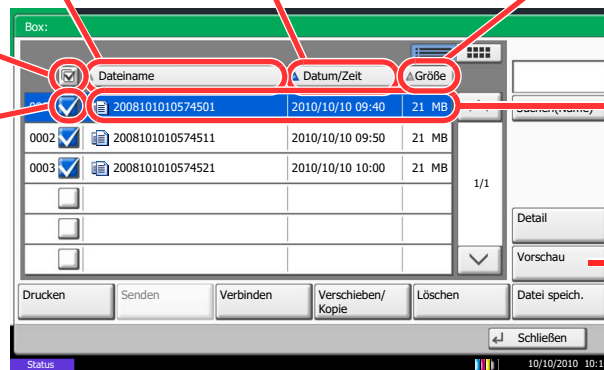 Box:
Dateiname Datum/Zeit Größe
2008101010574501 2010/10/10 09:40 21 MB
0002 2008101010574511 2010/10/10 09:50 21 MB
0003 2008101010574521 2010/10/10 10:00 21 MB
1/1
Detail
Vorschau
Drucken Senden Verbinden Verschieben/
Kopie Löschen Datei speich.
Schließen
Status 10/10/2010